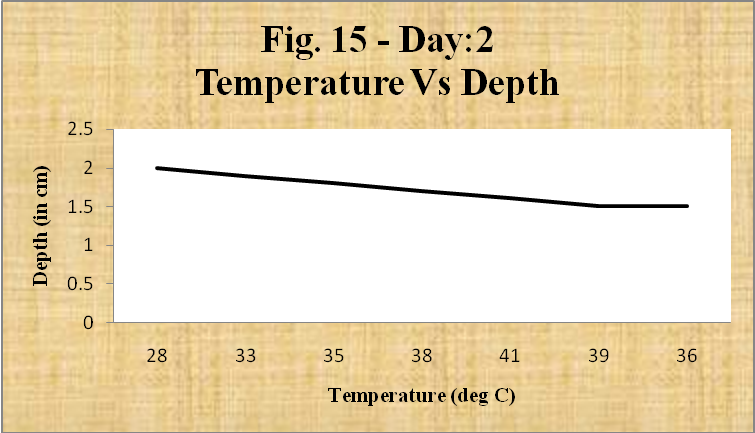 Fig. 15 - Day:2
Temperature Vs Depth
2.5
2
1.5
1
0.5
0
Depth (in cm)
28 33 35 38 41 39 36
Temperature (deg C)